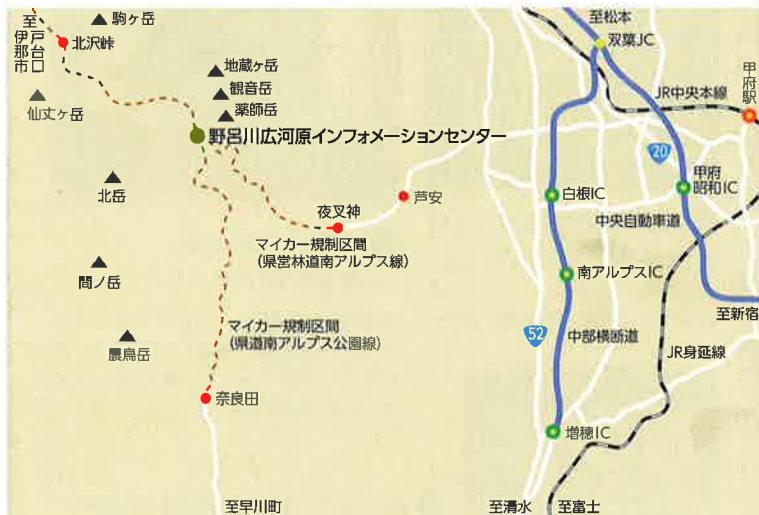 至戸台口
伊那市
北沢峠
駒ヶ岳
仙丈ヶ岳
地蔵ヶ岳
観音岳
薬師岳
野呂川広河原インフォメーションセンター
北岳
夜叉神
芦安
マイカー規制区間
(県営林道南アルプス線)
間ノ岳
マイカー規制区間
(県道南アルプス公園線)
農鳥岳
奈良田
至早川町
至松本
双葉JC
JR中央本線
甲府駅
20
白根IC
甲府
昭和IC
中央自動車道
南アルプスIC
至新宿
52
中部横断道
JR身延線
増穂IC
至清水
至富士